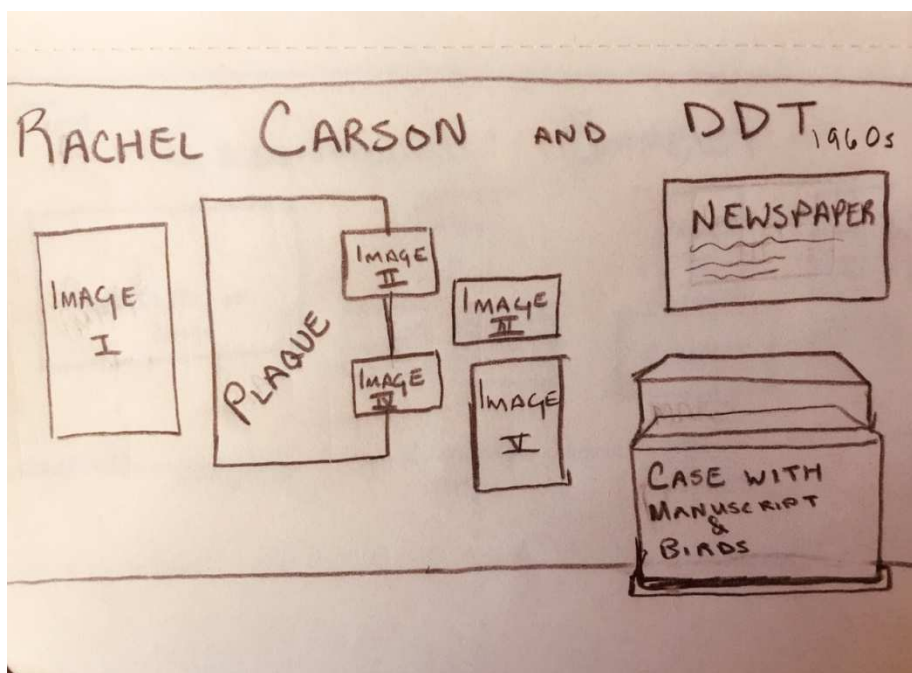 RACHEL CARSON AND DDT 1960s
IMAGE
I
PLAQUE
IMAGE
II
IMAGE
III
IMAGE
IV
IMAGE
V
NEWSPAPER
CASE WITH
MANUSCRIPT
&
BIRDS